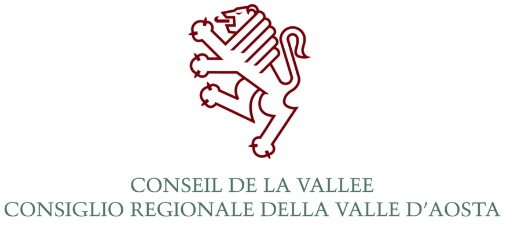 CONSEIL DE LA VALLEE
CONSIGLIO REGIONALE DELLA VALLE D'AOSTA